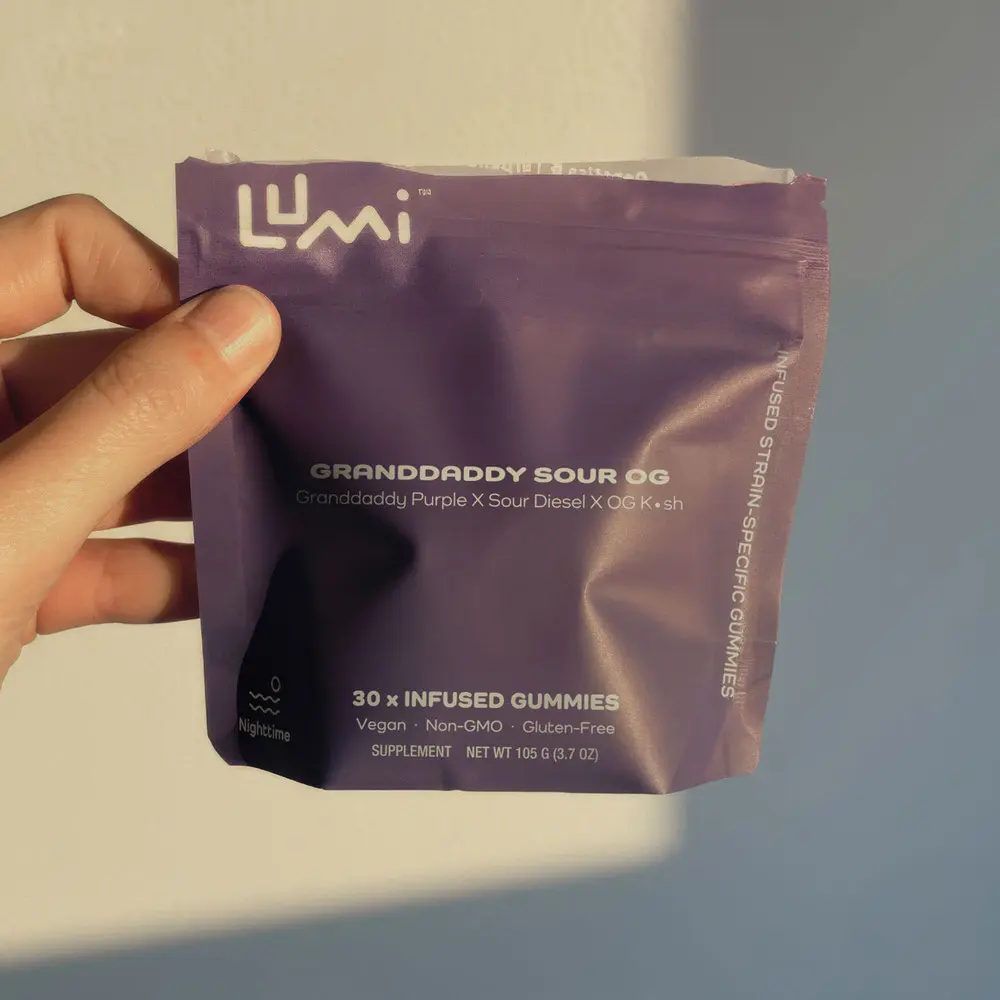 LUMi
GRANDDADDY SOUR OG
Granddaddy Purple X Sour Diesel X OG K•sh
INFUSED STRAIN-SPECIFIC GUMMIES
30 x INFUSED GUMMIES
Vegan · Non-GMO · Gluten-Free
SUPPLEMENT NET WT 105 G (3.7 OZ)
Nighttime